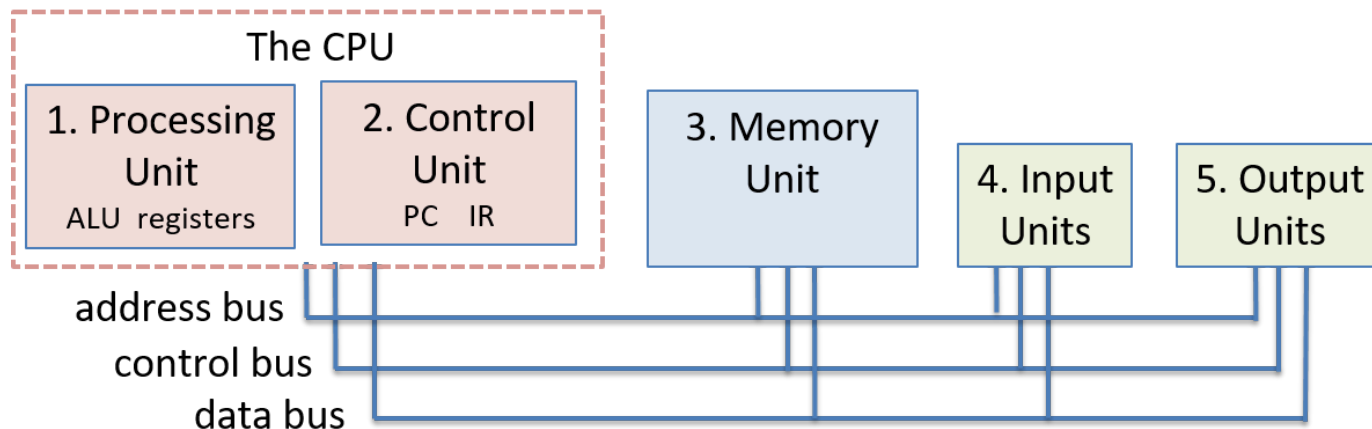 The CPU
1. Processing
Unit
ALU registers
2. Control
Unit
PC IR
3. Memory
Unit
4. Input
Units
5. Output
Units
address bus
control bus
data bus